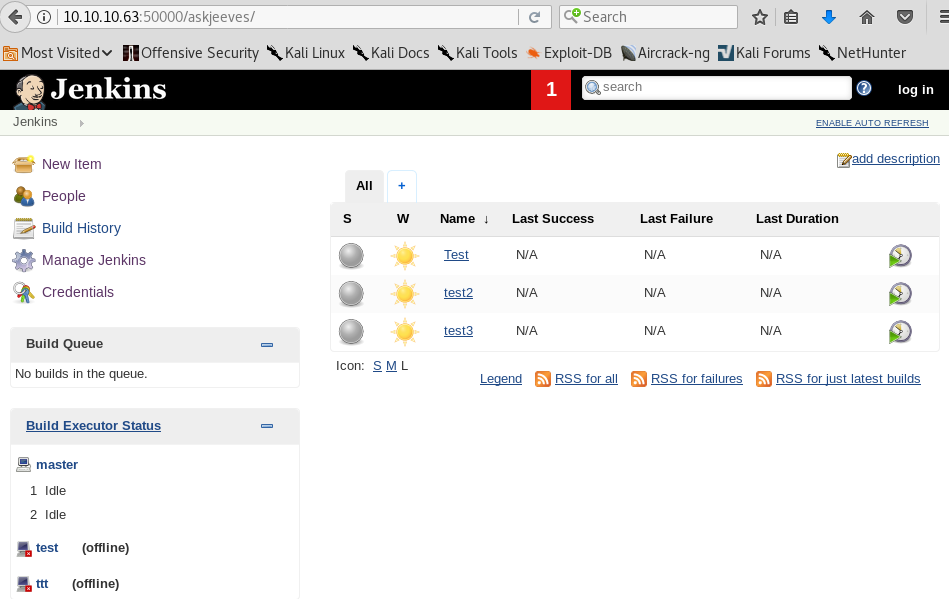 10.10.10.63:50000/askjeeves/ Search
Most Visited Offensive Security Kali Linux Kali Docs Kali Tools Exploit-DB Aircrack-ng Kali Forums NetHunter
Jenkins 1 search ? log in
Jenkins ENABLE AUTO REFRESH
add description
New Item
People
Build History
Manage Jenkins
Credentials
Build Queue
No builds in the queue.
Build Executor Status
master
1 Idle
2 Idle
test (offline)
ttt (offline)
All +
S W Name ↓ Last Success Last Failure Last Duration
Test N/A N/A N/A
test2 N/A N/A N/A
test3 N/A N/A N/A
Icon: S M L
Legend RSS for all RSS for failures RSS for just latest builds